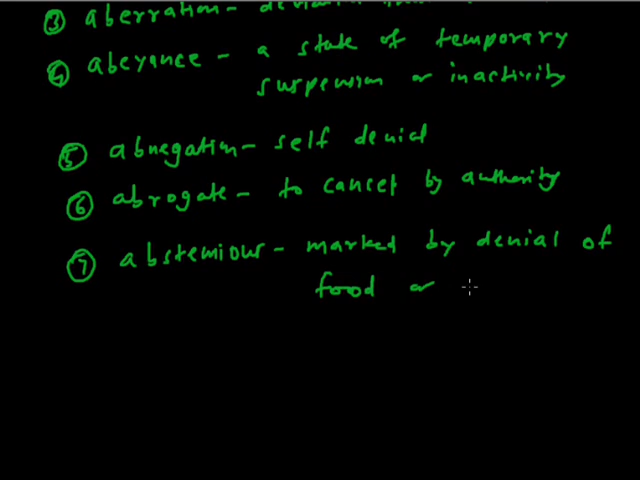 ③ aberration -
④ abeyance - a state of temporary
suspension or inactivity
⑤ abnegation - self denial
⑥ abrogate - to cancel by authority
⑦ abstemious - marked by denial of
food or